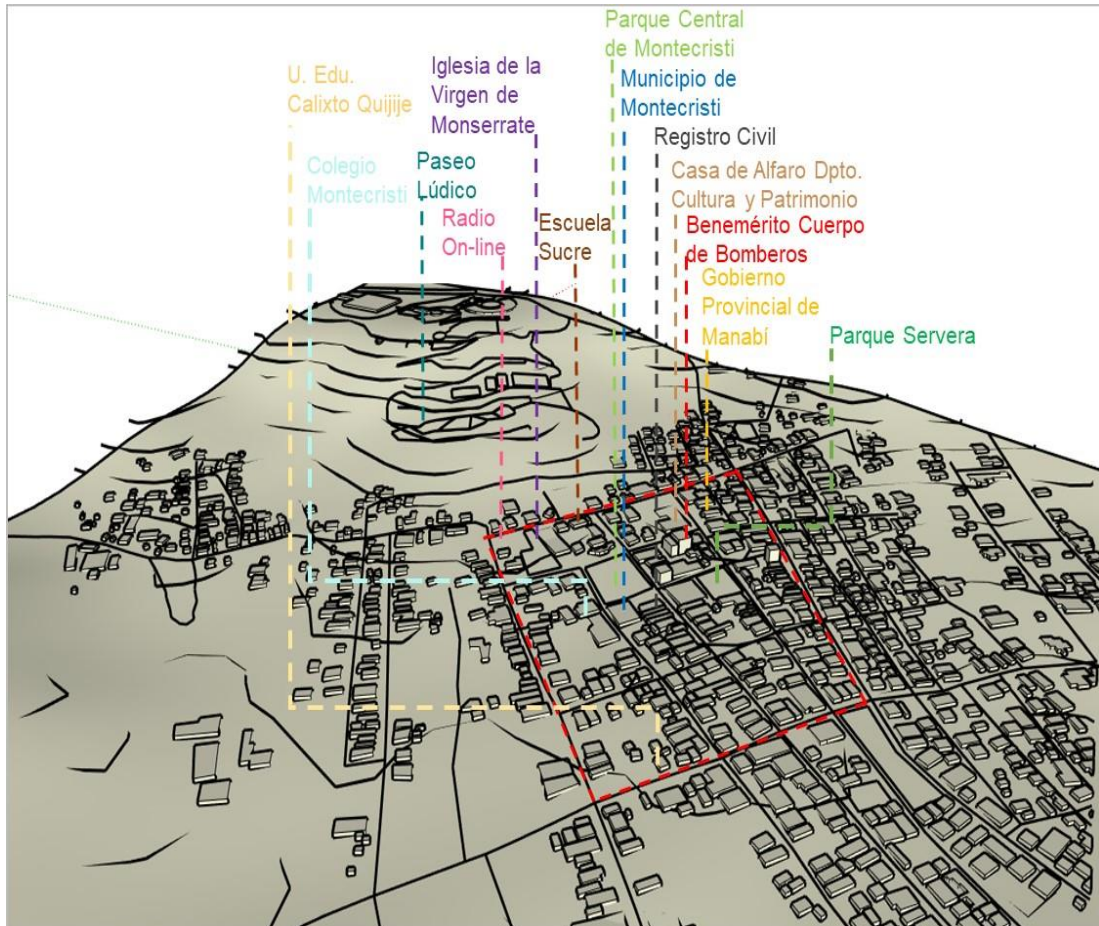 Parque Central
de Montecristi
U. Edu.
Calixto Quijije
Iglesia de la
Virgen de
Monserrate
Municipio de
Montecristi
Registro Civil
Colegio
Montecristi
Paseo
Lúdico
Casa de Alfaro Dpto.
Cultura y Patrimonio
Radio
On-line
Escuela
Sucre
Benemérito Cuerpo
de Bomberos
Gobierno
Provincial de
Manabí
Parque Servera